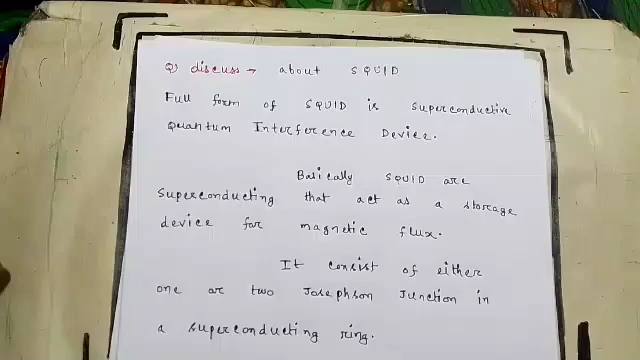 Q) discuss → about SQUID
Full form of SQUID is superconductive
Quantum Interference Device.
Basically SQUID are
superconducting that act as a storage
device for magnetic flux.
It consist of either
one or two Josephson Junction in
a superconducting ring.